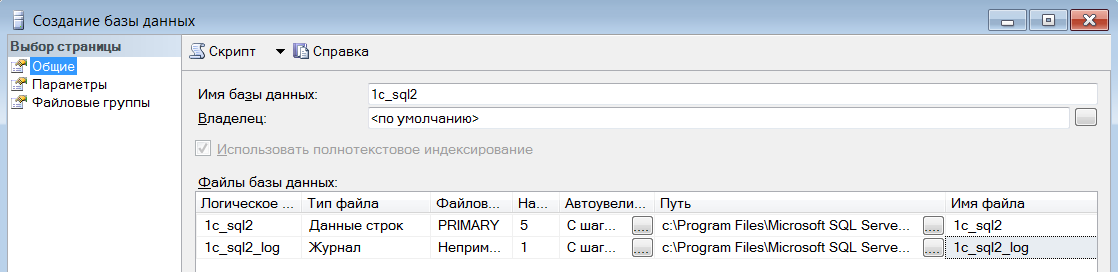 Создание базы данных
Выбор страницы
Общие
Параметры
Файловые группы
Скрипт Справка
Имя базы данных: 1c_sql2
Владелец: <по умолчанию>
Использовать полнотекстовое индексирование
Файлы базы данных:
Логическое ... Тип файла Файлов... На... Автоувели... Путь Имя файла
1c_sql2 Данные строк PRIMARY 5 С шаг... ... c:\Program Files\Microsoft SQL Serve... ... 1c_sql2
1c_sql2_log Журнал Неприм... 1 С шаг... ... c:\Program Files\Microsoft SQL Serve... ... 1c_sql2_log